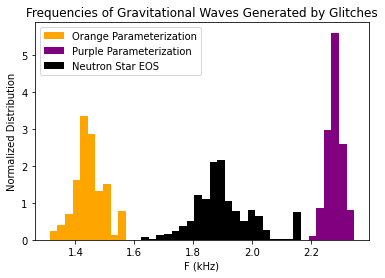 Frequencies of Gravitational Waves Generated by Glitches
Orange Parameterization
Purple Parameterization
Neutron Star EOS
Normalized Distribution
5
4
3
2
1
0
1.4
1.6
1.8
2.0
2.2
F (kHz)